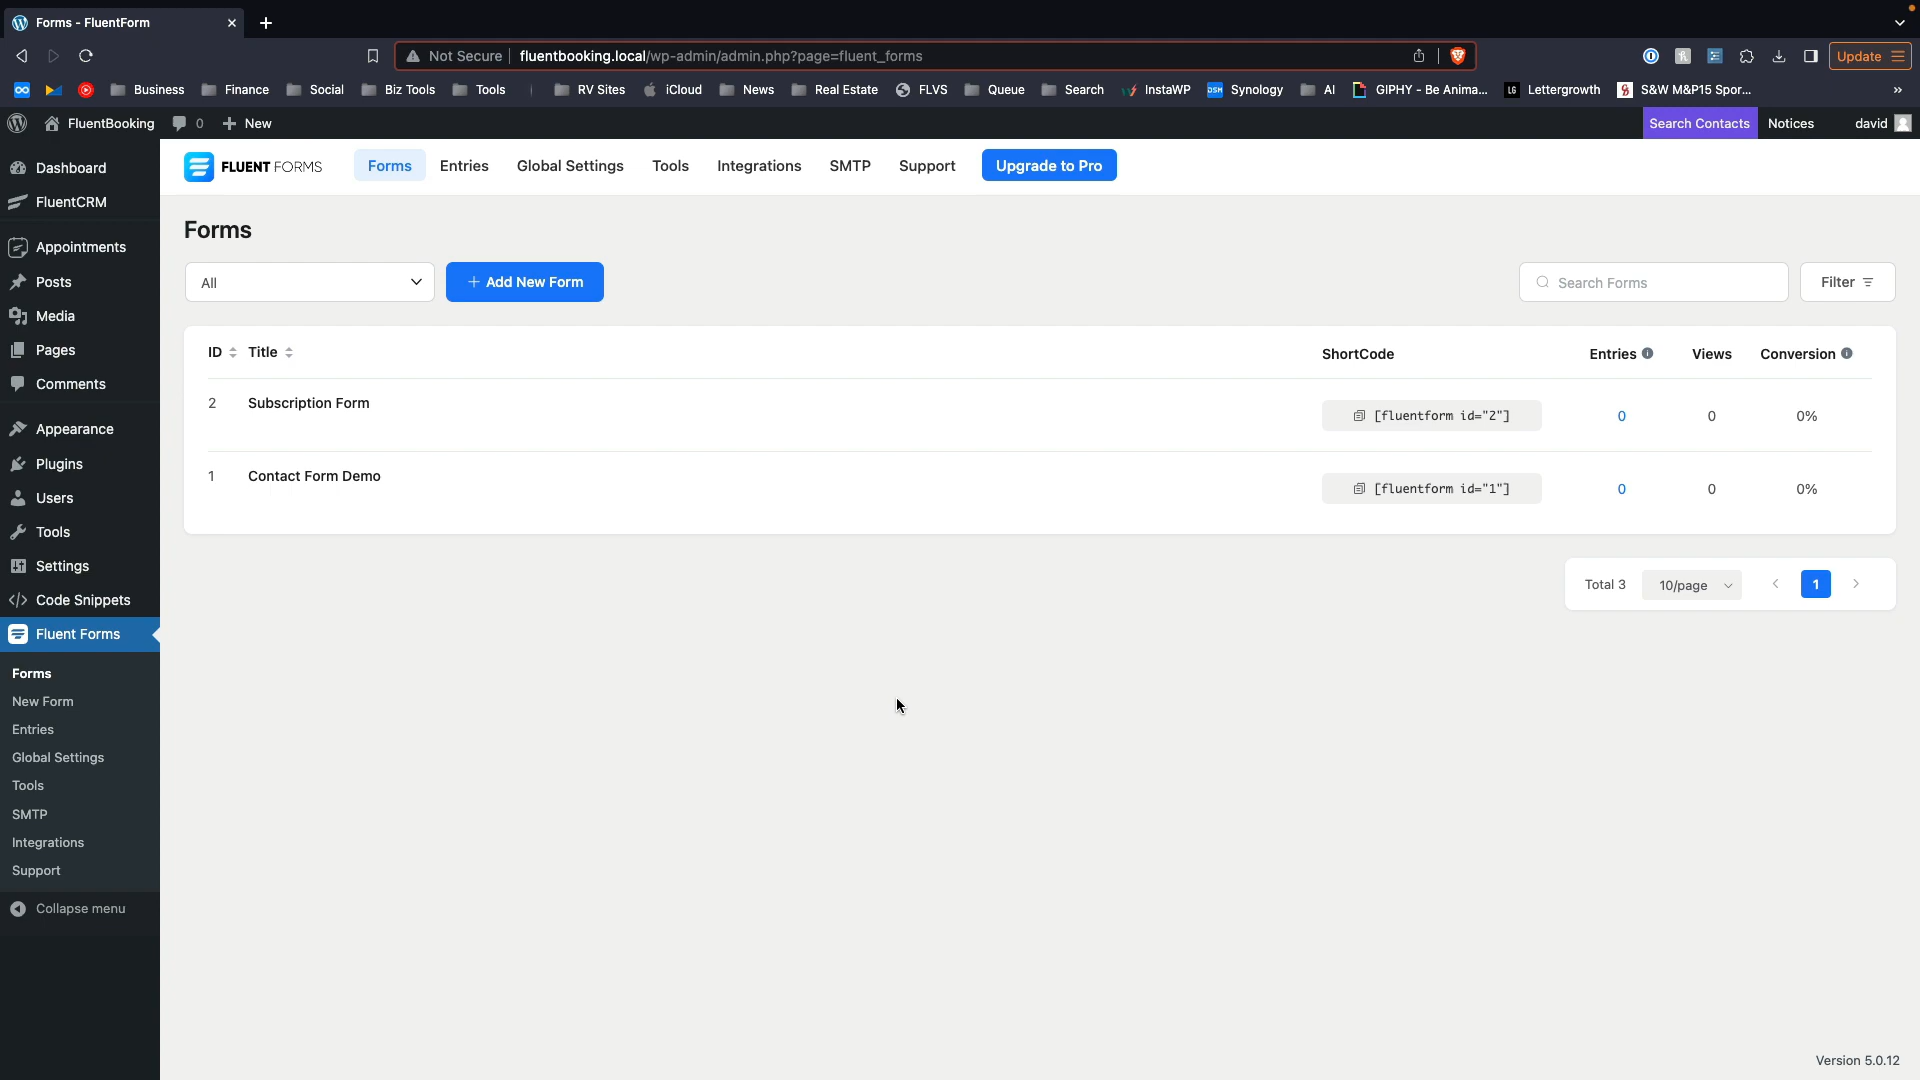 Forms - FluentForm
Not Secure fluentbooking.local/wp-admin/admin.php?page=fluent_forms
Update
Business Finance Social Biz Tools Tools RV Sites iCloud News Real Estate FLVS Queue Search InstaWP Synology AI GIPHY - Be Anima... LG Lettergrowth S&W M&P15 Spor... »
FluentBooking 0 New Search Contacts Notices david
Dashboard
FluentCRM
Appointments
Posts
Media
Pages
Comments
Appearance
Plugins
Users
Tools
Settings
Code Snippets
Fluent Forms
Forms
New Form
Entries
Global Settings
Tools
SMTP
Integrations
Support
Collapse menu
FLUENT FORMS Forms Entries Global Settings Tools Integrations SMTP Support Upgrade to Pro
Forms
All + Add New Form Search Forms Filter
ID Title ShortCode Entries Views Conversion
2 Subscription Form [fluentform id="2"] 0 0 0%
1 Contact Form Demo [fluentform id="1"] 0 0 0%
Total 3 10/page 1
Version 5.0.12